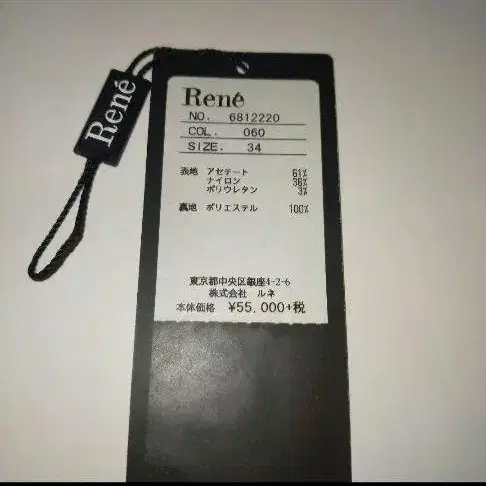 René
René
NO. 6812220
COL. 060
SIZE. 34
表地 アセテート 61%
ナイロン 36%
ポリウレタン 3%
裏地 ポリエステル 100%
東京都中央区銀座4-2-6
株式会社 ルネ
本体価格 ¥55,000+税